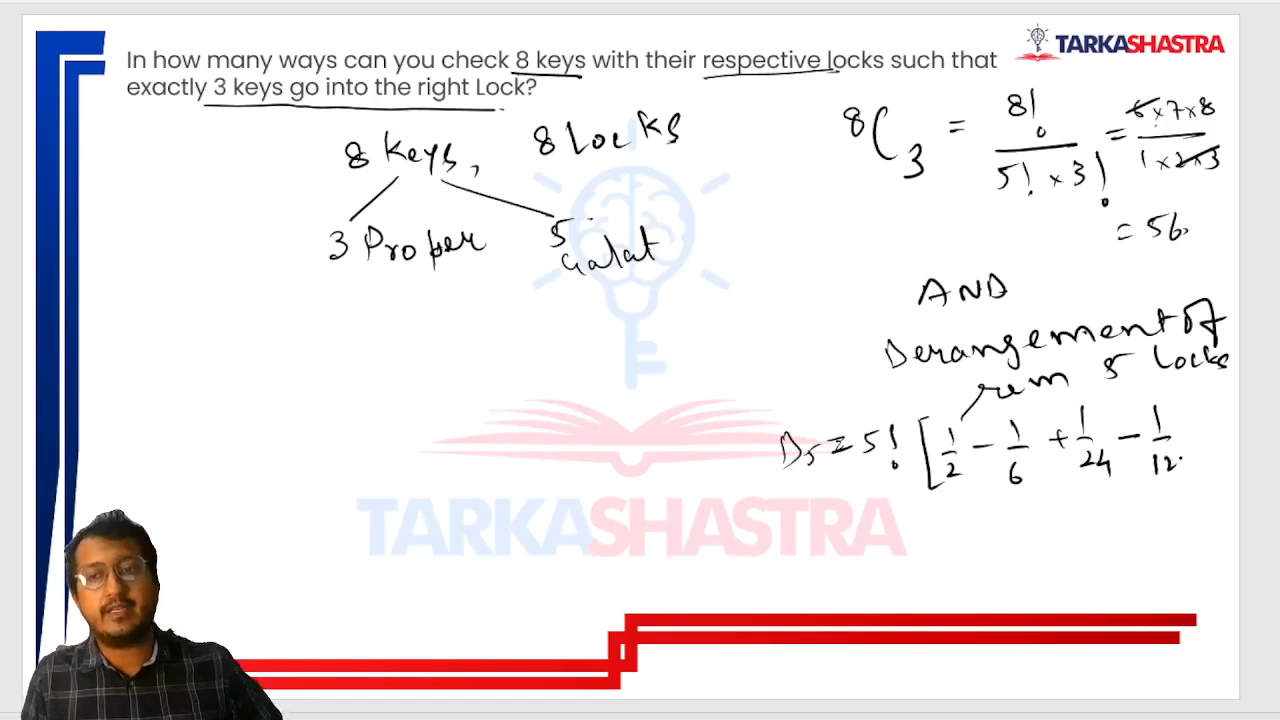 In how many ways can you check 8 keys with their respective locks such that
exactly 3 keys go into the right Lock?
TARKASHASTRA
8 Keys, 8 Locks
3 Proper 5 Galat
8C3 = 8! / 5! × 3! = 6×7×8 / 1×2×3
= 56
AND
Derangement of
rem 5 locks
D5 = 5! [1/2 - 1/6 + 1/24 - 1/12
TARKASHASTRA